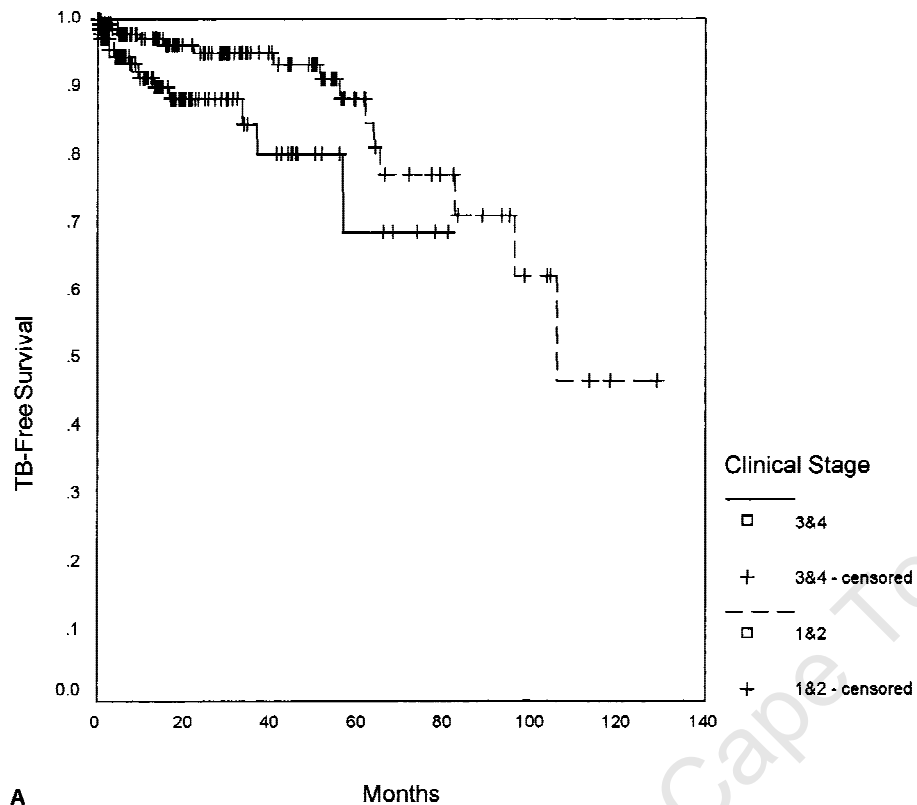 1.0
.9
.8
.7
.6
.5
.4
.3
.2
.1
0.0
TB-Free Survival
0 20 40 60 80 100 120 140
Months
Clinical Stage
3&4
3&4 - censored
1&2
1&2 - censored
A
Cape To